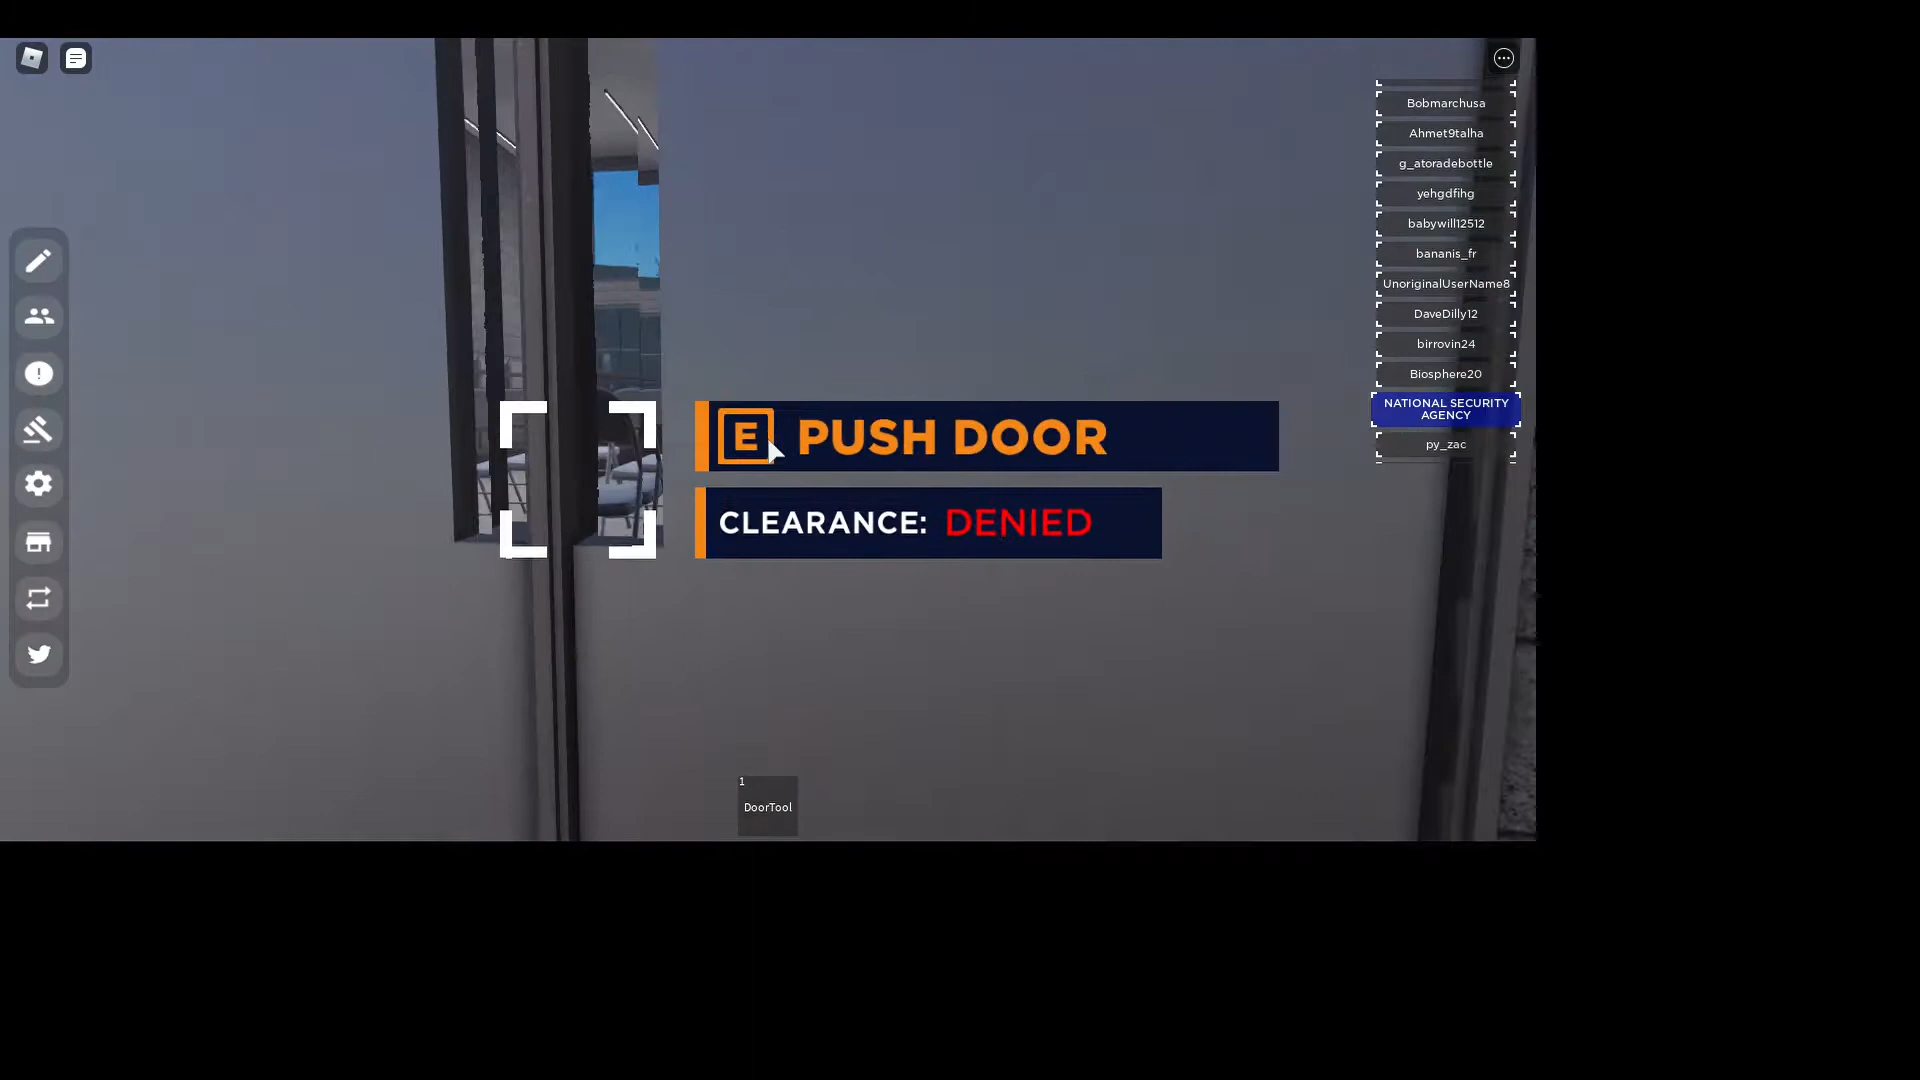 Bobmarchusa
Ahmet9talha
g_atoradebottle
yehgdfihg
babywill12512
bananis_fr
UnoriginalUserName8
DaveDilly12
birrovin24
Biosphere20
NATIONAL SECURITY
AGENCY
py_zac
E PUSH DOOR
CLEARANCE: DENIED
1
DoorTool